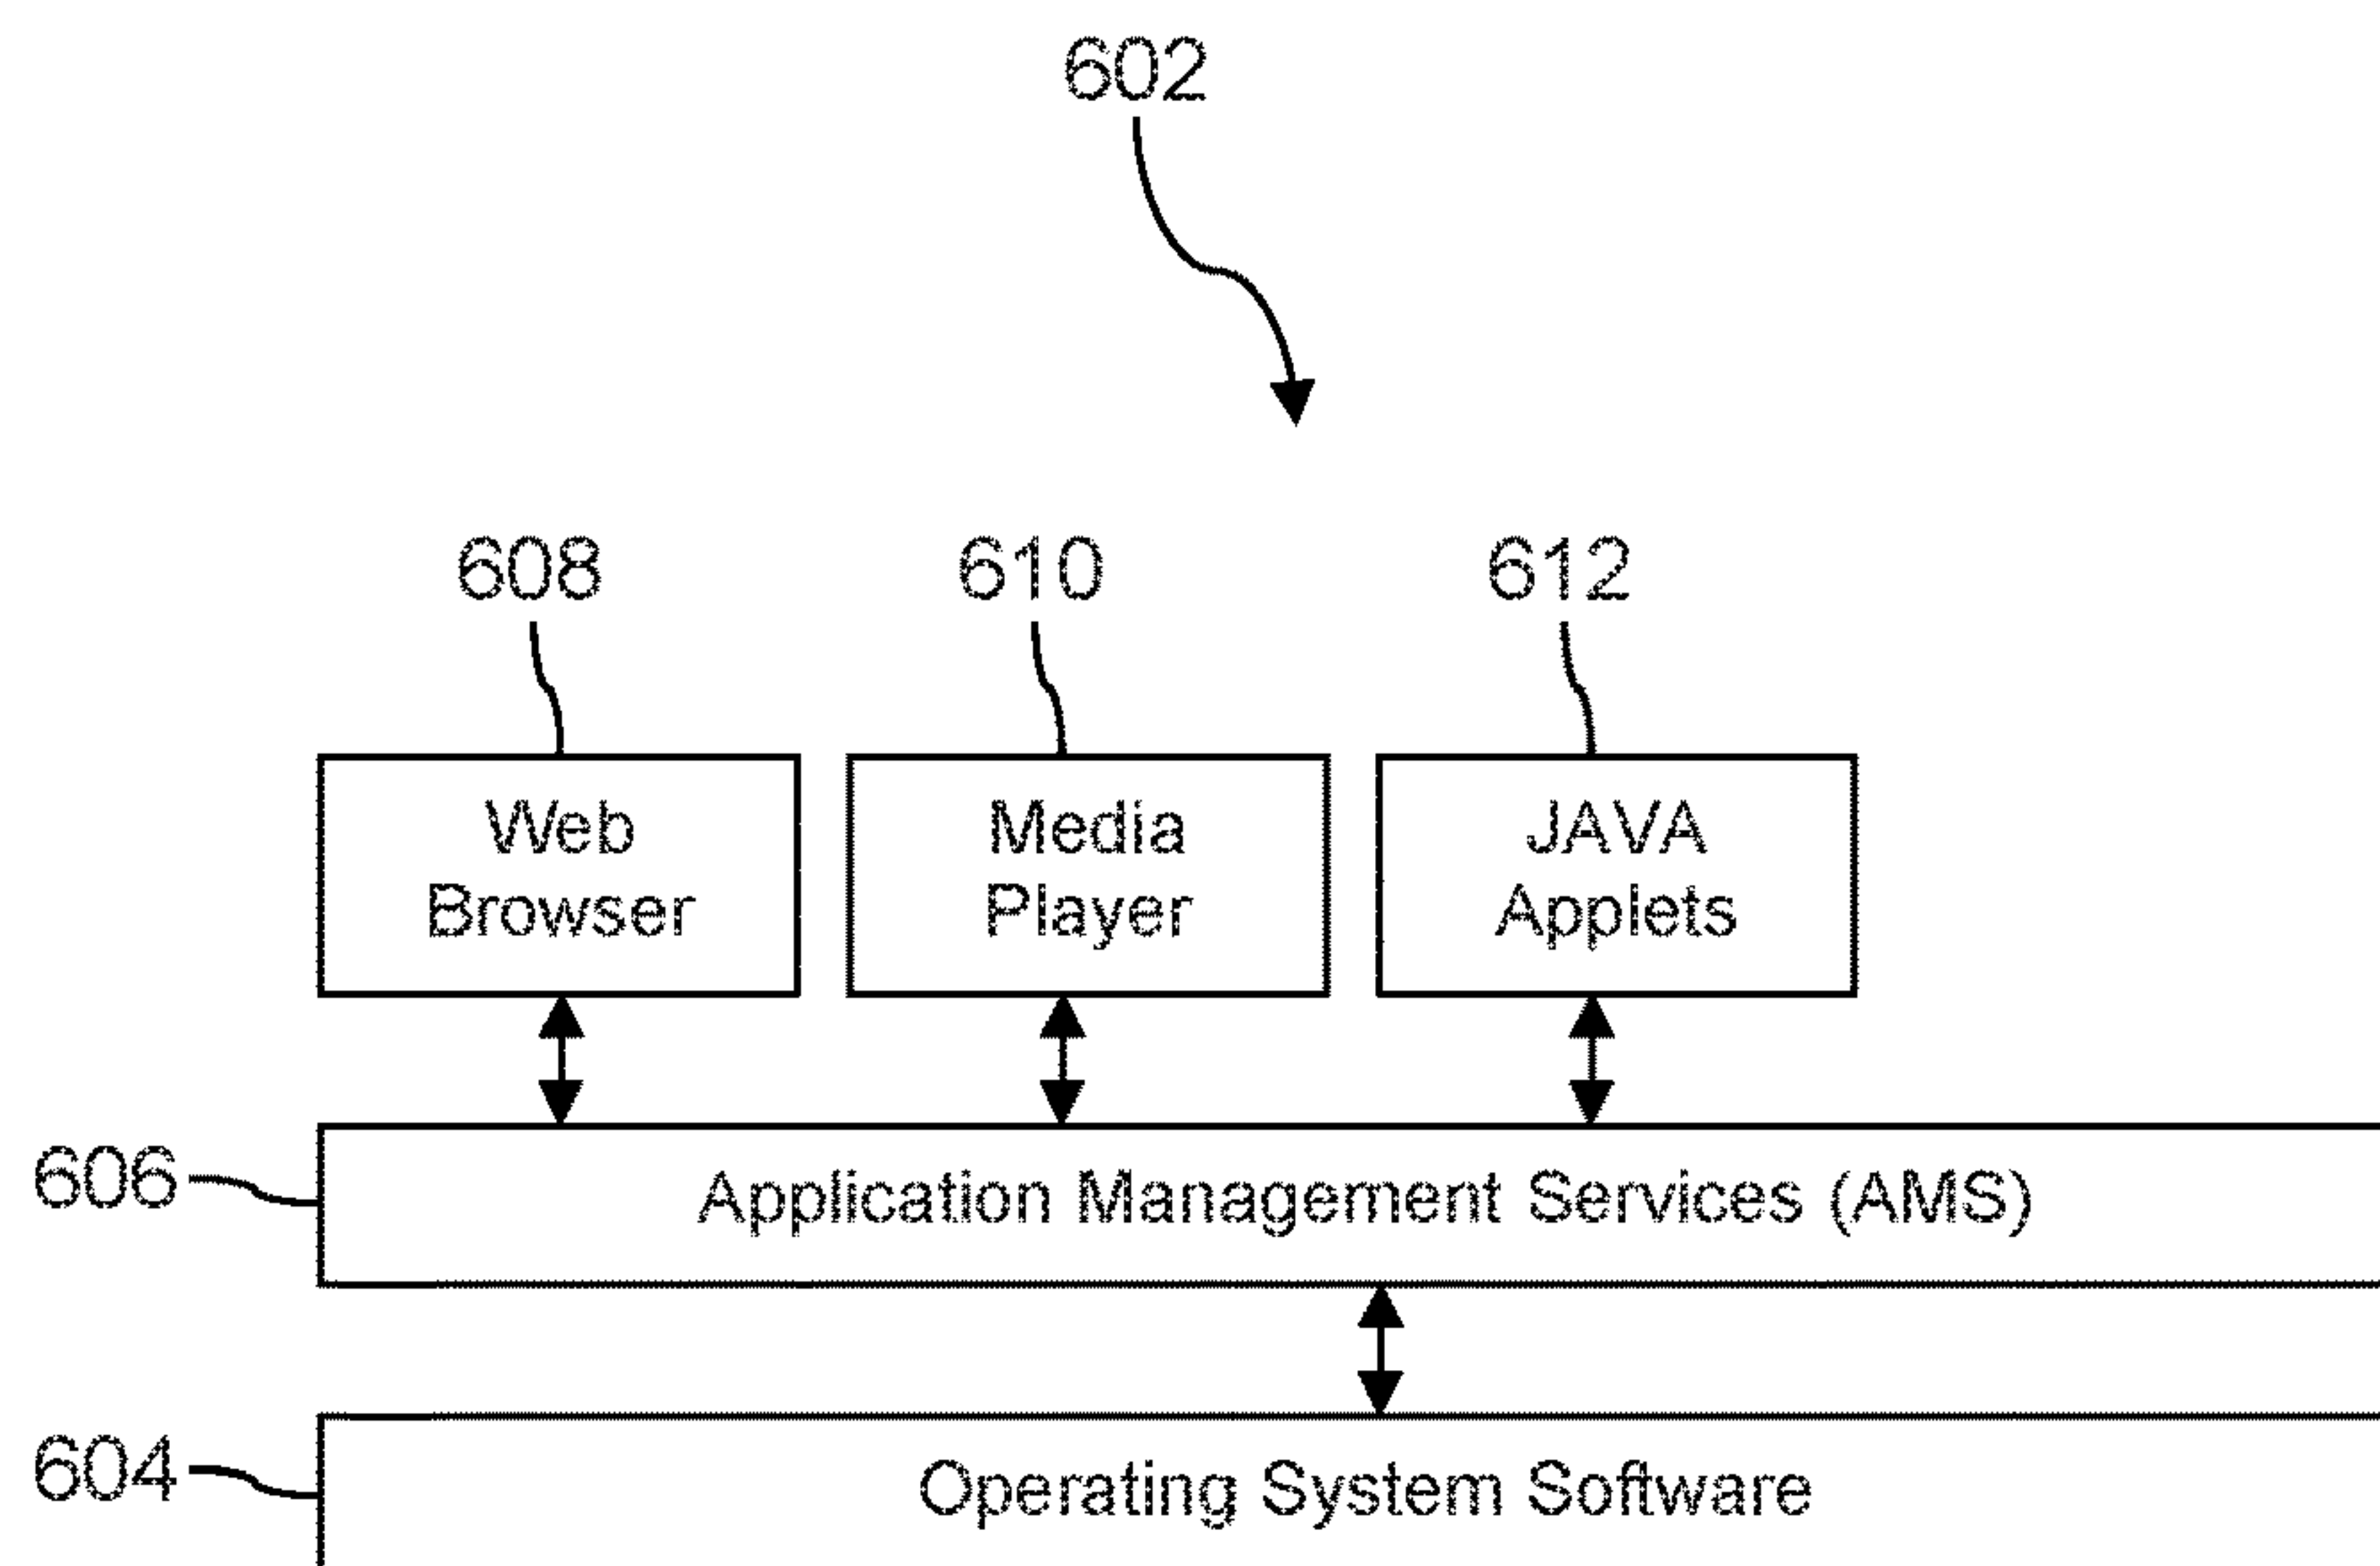 602
608 610 612
Web Browser
Media Player
JAVA Applets
606
Application Management Services (AMS)
604
Operating System Software